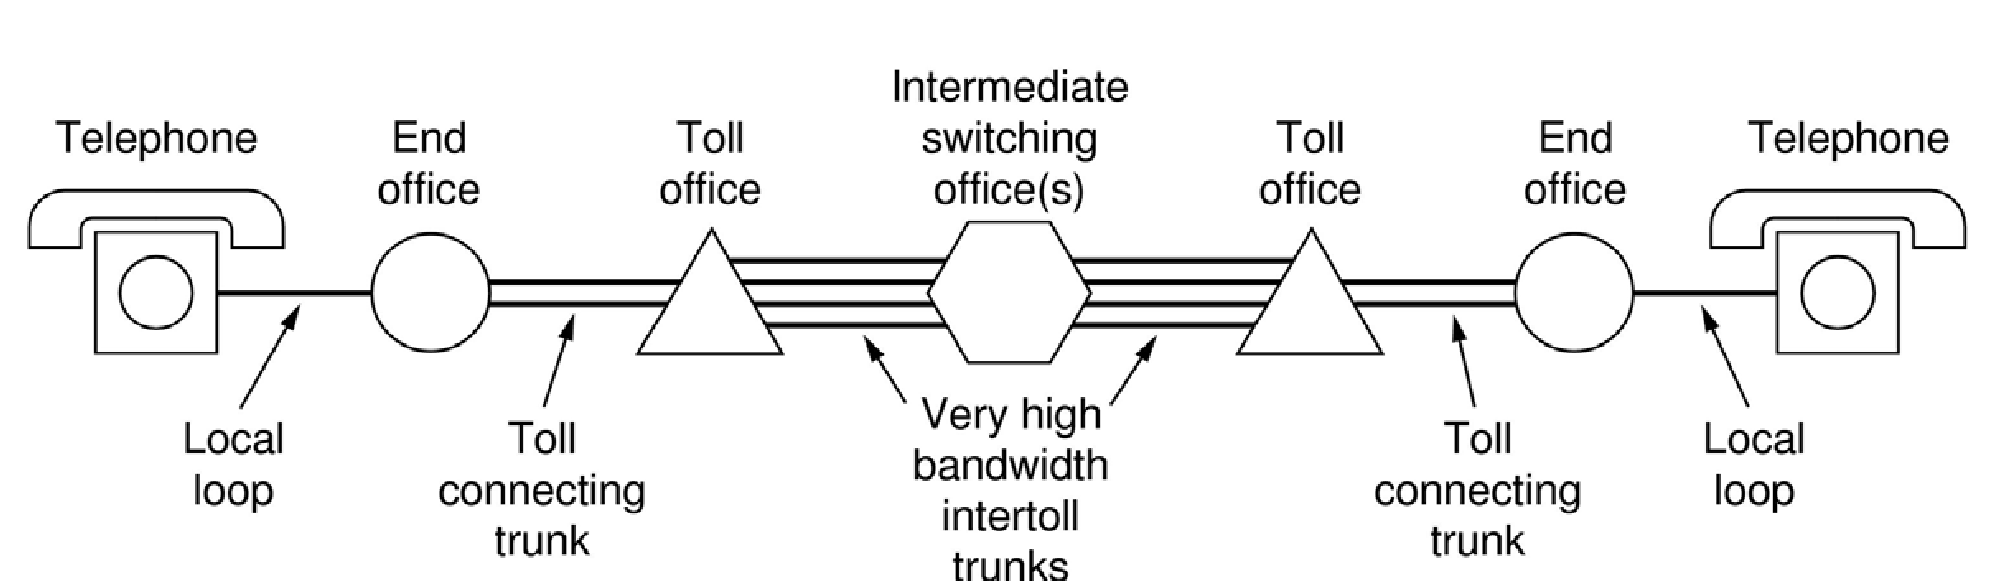 Intermediate
switching
office(s)
Telephone
End
office
Toll
office
Toll
office
End
office
Telephone
Local
loop
Toll
connecting
trunk
Very high
bandwidth
intertoll
trunks
Toll
connecting
trunk
Local
loop